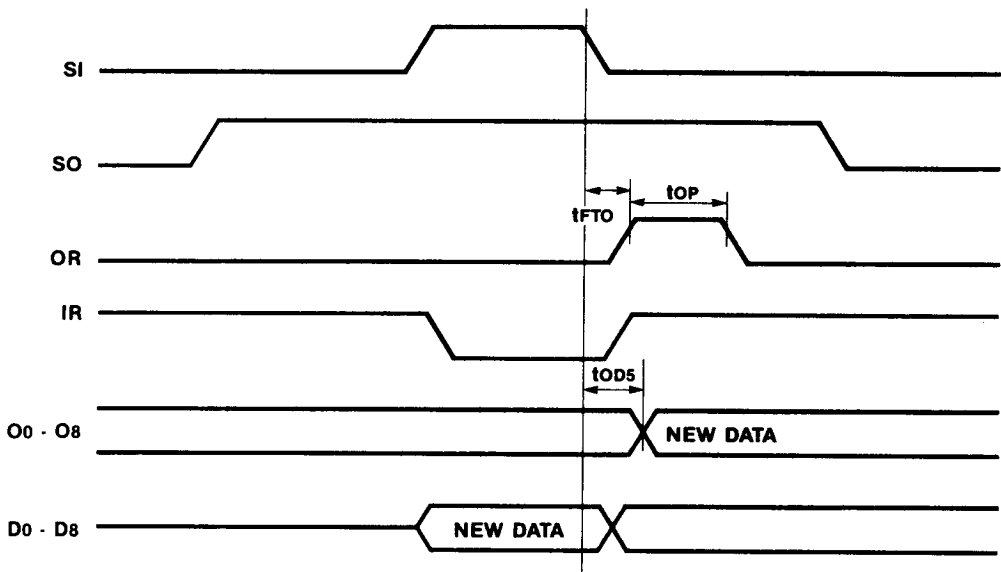 SI
SO
tFTO
tOP
OR
IR
tOD5
O0 - O8
NEW DATA
D0 - D8
NEW DATA